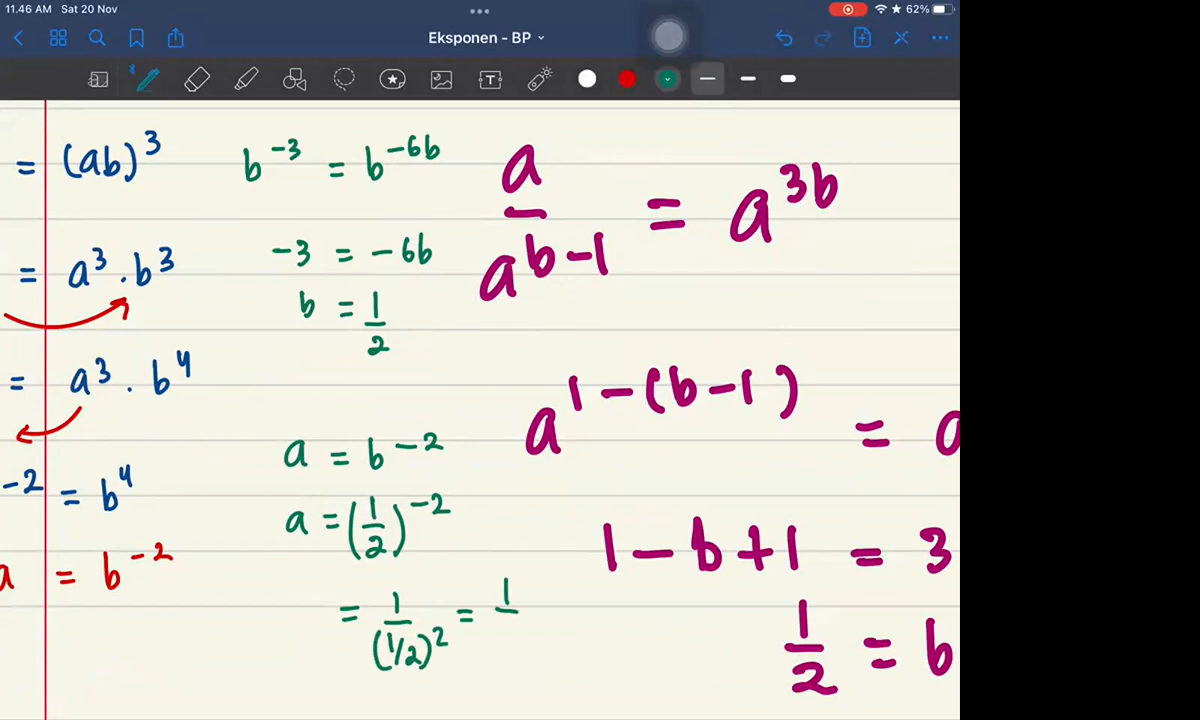 11.46 AM Sat 20 Nov
62%
Eksponen - BP
= (ab)^3
= a^3 . b^3
= a^3 . b^4
-2 = b^4
a = b^-2
b^-3 = b^-6b
-3 = -6b
b = 1/2
a = b^-2
a = (1/2)^-2
= 1/(1/2)^2 = 1
a/a^b-1 = a^3b
a^1-(b-1) = a
1 - b + 1 = 3
1/2 = b